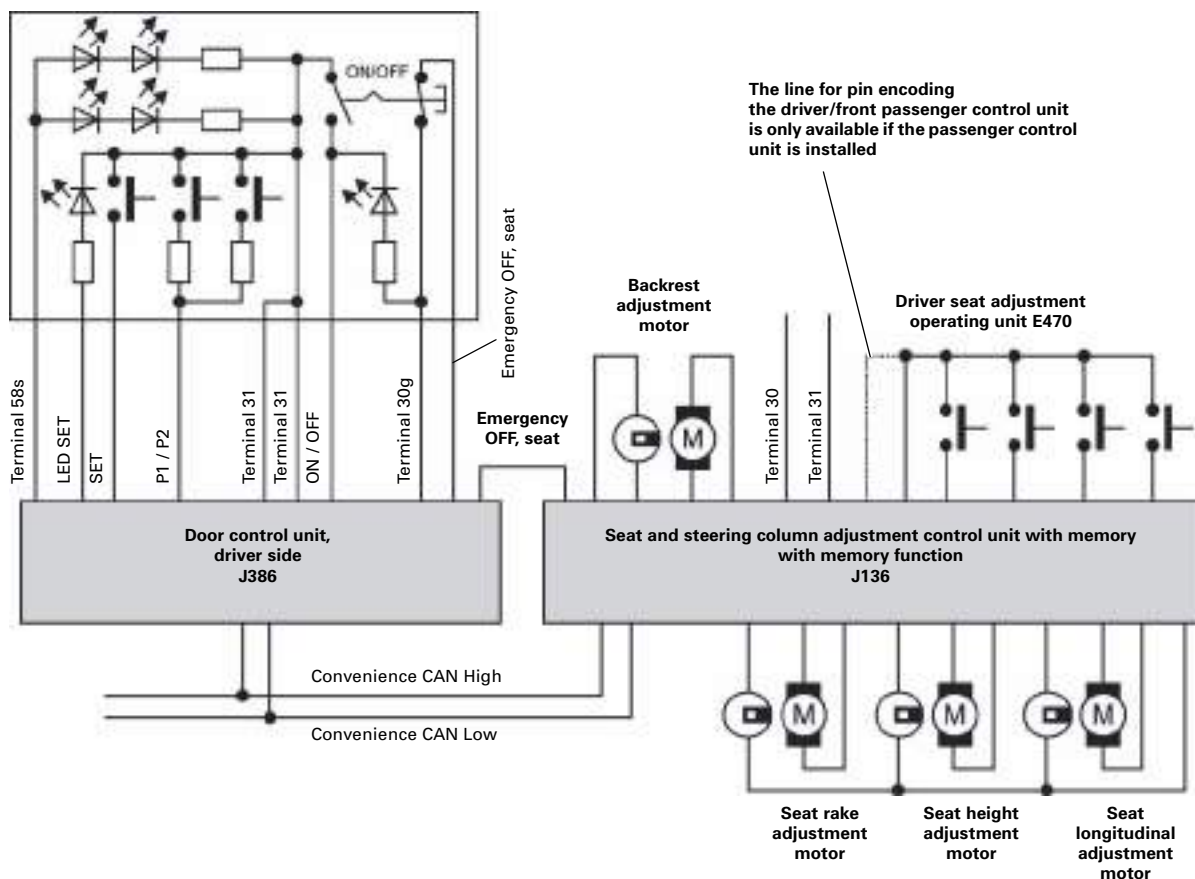 ON/OFF
The line for pin encoding
the driver/front passenger control unit
is only available if the passenger control
unit is installed
Emergency OFF, seat
Backrest
adjustment
motor
Driver seat adjustment
operating unit E470
Terminal 58s
LED SET
SET
P1 / P2
Terminal 31
Terminal 31
ON / OFF
Terminal 30g
Emergency
OFF, seat
M
Terminal 30
Terminal 31
Door control unit,
driver side
J386
Seat and steering column adjustment control unit with memory
with memory function
J136
Convenience CAN High
Convenience CAN Low
M
M
M
Seat rake
adjustment
motor
Seat height
adjustment
motor
Seat
longitudinal
adjustment
motor